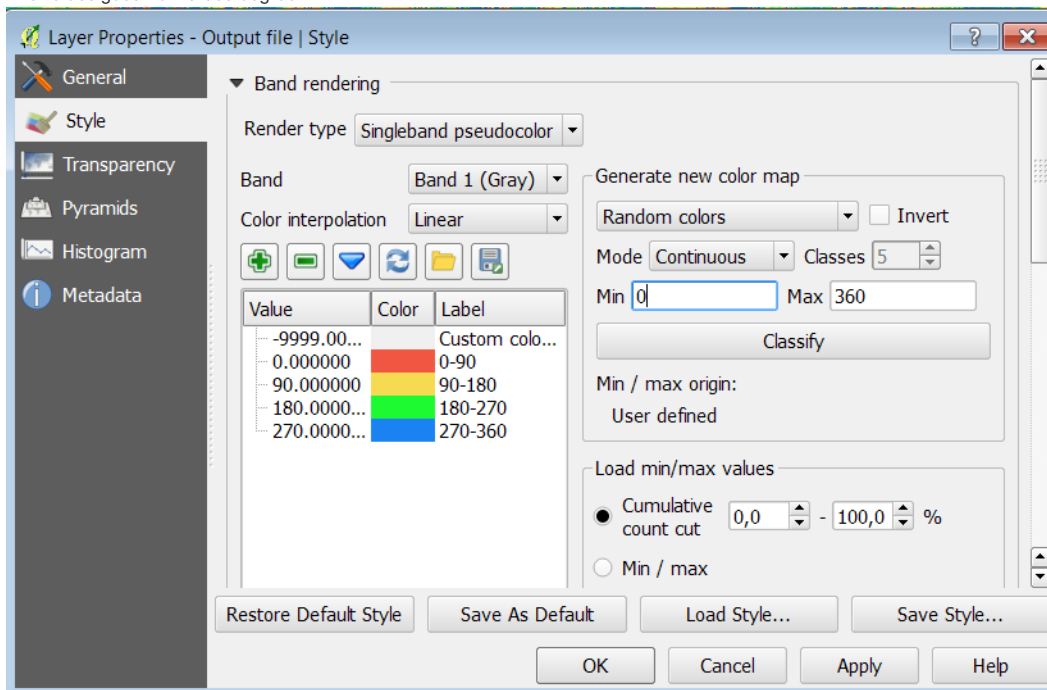 Layer Properties - Output file | Style
General
Style
Transparency
Pyramids
Histogram
Metadata
Band rendering
Render type Singleband pseudocolor
Band Band 1 (Gray)
Color interpolation Linear
Value Color Label
-9999.00... Custom colo...
0.000000 0-90
90.000000 90-180
180.0000... 180-270
270.0000... 270-360
Generate new color map
Random colors Invert
Mode Continuous Classes 5
Min 0 Max 360
Classify
Min / max origin:
User defined
Load min/max values
Cumulative count cut 0,0 - 100,0 %
Min / max
Restore Default Style Save As Default Load Style... Save Style...
OK Cancel Apply Help